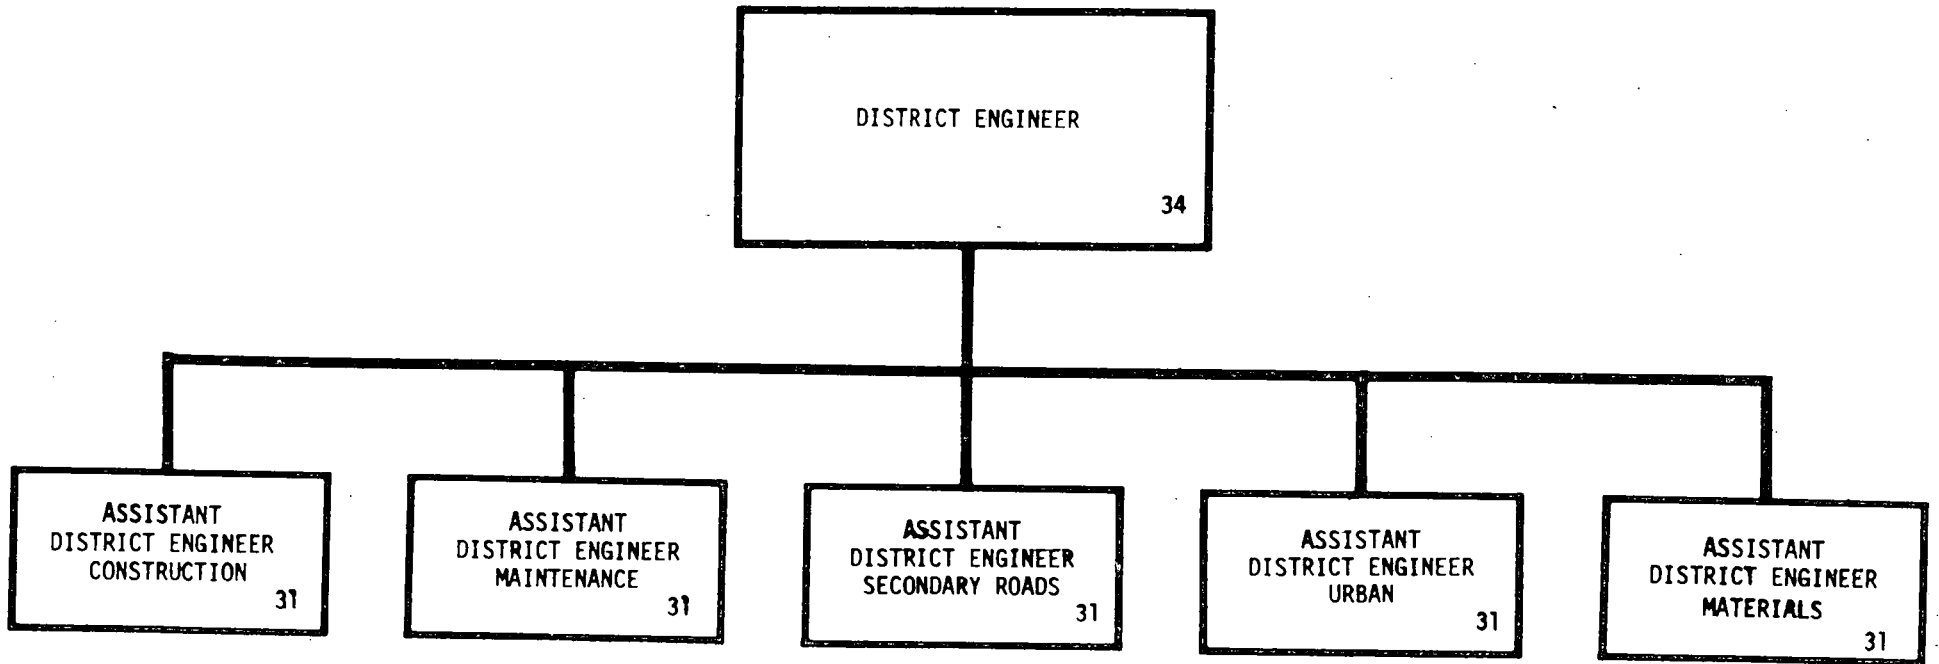 DISTRICT ENGINEER
34
ASSISTANT
DISTRICT ENGINEER
CONSTRUCTION
31
ASSISTANT
DISTRICT ENGINEER
MAINTENANCE
31
ASSISTANT
DISTRICT ENGINEER
SECONDARY ROADS
31
ASSISTANT
DISTRICT ENGINEER
URBAN
31
ASSISTANT
DISTRICT ENGINEER
MATERIALS
31